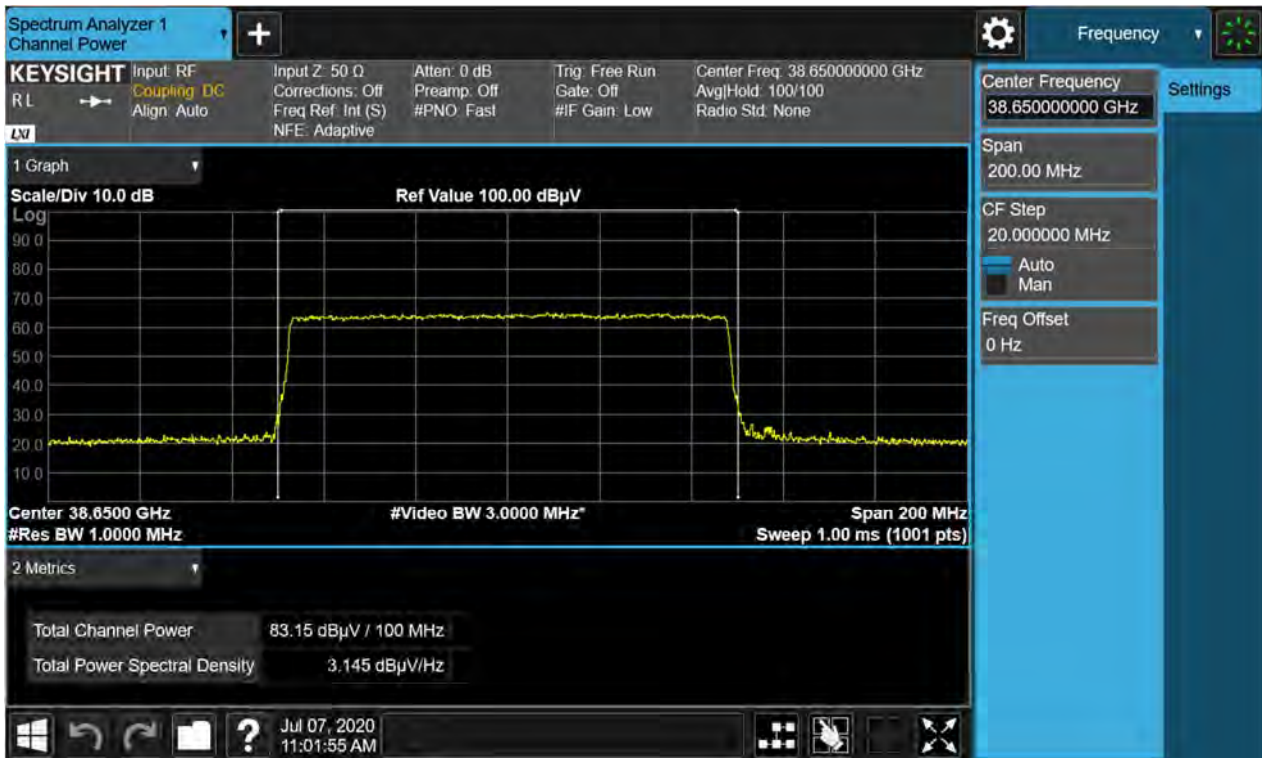 Spectrum Analyzer 1
Channel Power
+
Frequency
KEYSIGHT
R L
LXI
Input: RF
Coupling: DC
Align: Auto
Input Z: 50 Ω
Corrections: Off
Freq Ref: Int (S)
NFE: Adaptive
Atten: 0 dB
Preamp: Off
#PNO: Fast
Trig: Free Run
Gate: Off
#IF Gain: Low
Center Freq: 38.650000000 GHz
Avg|Hold: 100/100
Radio Std: None
Center Frequency
38.650000000 GHz
Settings
Span
200.00 MHz
CF Step
20.000000 MHz
Auto
Man
Freq Offset
0 Hz
1 Graph
Scale/Div 10.0 dB
Ref Value 100.00 dBµV
Log
90.0
80.0
70.0
60.0
50.0
40.0
30.0
20.0
10.0
Center 38.6500 GHz
#Video BW 3.0000 MHz*
Span 200 MHz
#Res BW 1.0000 MHz
Sweep 1.00 ms (1001 pts)
2 Metrics
Total Channel Power 83.15 dBµV / 100 MHz
Total Power Spectral Density 3.145 dBµV/Hz
?
Jul 07, 2020
11:01:55 AM